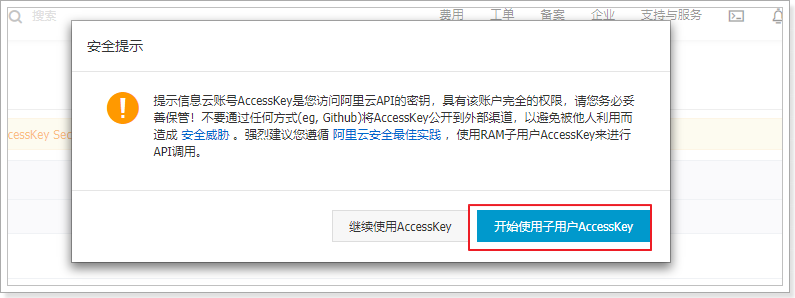 搜索
费用 工单 备案 企业 支持与服务
安全提示
提示信息云账号AccessKey是您访问阿里云API的密钥，具有该账户完全的权限，请您务必妥
善保管！不要通过任何方式(eg, Github)将AccessKey公开到外部渠道，以避免被他人利用而
造成 安全威胁 。强烈建议您遵循 阿里云安全最佳实践 ，使用RAM子用户AccessKey来进行
API调用。
ccessKey Sec
继续使用AccessKey 开始使用子用户AccessKey